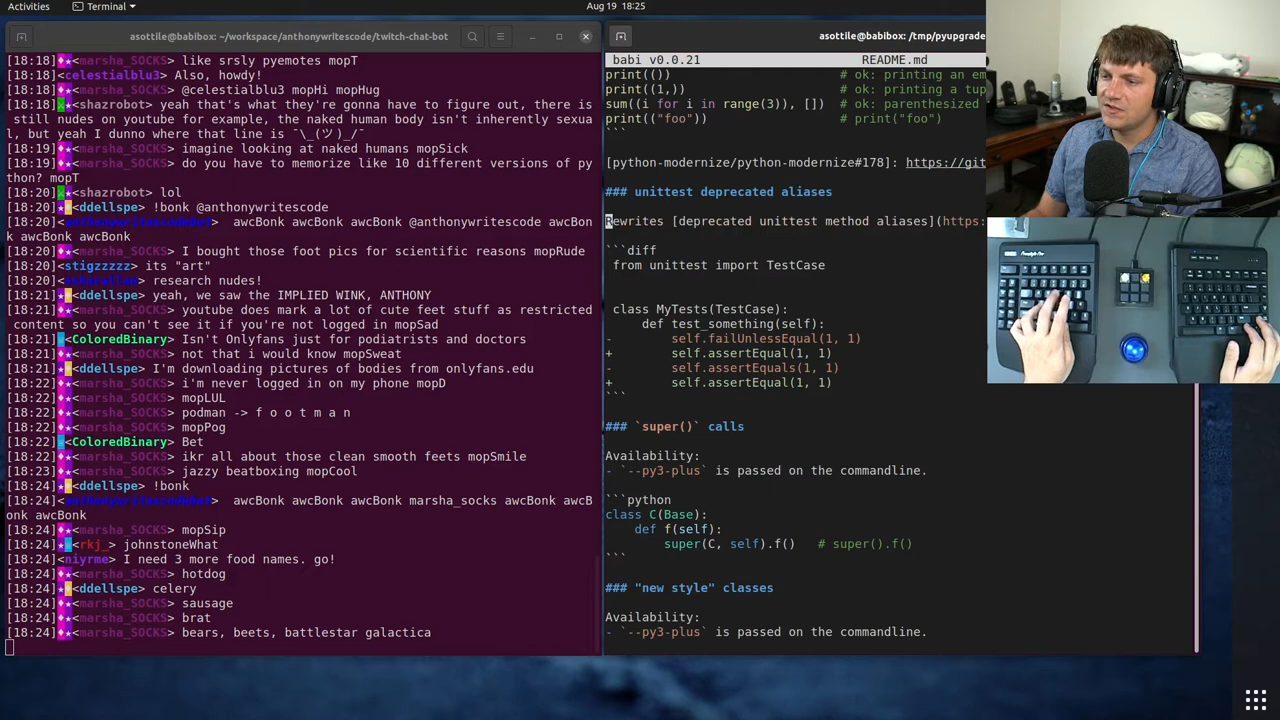 Activities
Terminal
Aug 19 18:25
asottile@babibox: ~/workspace/anthonywritescode/twitch-chat-bot
[18:18]<marsha_SOCKS> like srsly pyemotes mopT
[18:18]<celestialblu3> Also, howdy!
[18:18]<marsha_SOCKS> @celestialblu3 mopHi mopHug
[18:18]<shazrobot> yeah that's what they're gonna have to figure out, there is
still nudes on youtube for example, the naked human body isn't inherently sexua
l, but yeah I dunno where that line is ¯\_(ツ)_/¯
[18:19]<marsha_SOCKS> imagine looking at naked humans mopSick
[18:19]<marsha_SOCKS> do you have to memorize like 10 different versions of py
thon? mopT
[18:20]<shazrobot> lol
[18:20]<ddellspe> !bonk @anthonywritescode
[18:20]<anthonywritescodebot> awcBonk awcBonk awcBonk @anthonywritescode awcBon
k awcBonk awcBonk
[18:20]<marsha_SOCKS> I bought those foot pics for scientific reasons mopRude
[18:20]<stigzzzzz> its "art"
[18:20] research nudes!
[18:21]<ddellspe> yeah, we saw the IMPLIED WINK, ANTHONY
[18:21]<marsha_SOCKS> youtube does mark a lot of cute feet stuff as restricted
content so you can't see it if you're not logged in mopSad
[18:21]<ColoredBinary> Isn't Onlyfans just for podiatrists and doctors
[18:21]<marsha_SOCKS> not that i would know mopSweat
[18:21]<ddellspe> I'm downloading pictures of bodies from onlyfans.edu
[18:22]<marsha_SOCKS> i'm never logged in on my phone mopD
[18:22]<marsha_SOCKS> mopLUL
[18:22]<marsha_SOCKS> podman -> f o o t m a n
[18:22]<marsha_SOCKS> mopPog
[18:22]<ColoredBinary> Bet
[18:22]<marsha_SOCKS> ikr all about those clean smooth feets mopSmile
[18:23]<marsha_SOCKS> jazzy beatboxing mopCool
[18:24]<ddellspe> !bonk
[18:24]<anthonywritescodebot> awcBonk awcBonk awcBonk marsha_socks awcBonk awcB
onk awcBonk
[18:24]<marsha_SOCKS> mopSip
[18:24]<rkj_> johnstoneWhat
[18:24]<niyrme> I need 3 more food names. go!
[18:24]<marsha_SOCKS> hotdog
[18:24]<ddellspe> celery
[18:24]<marsha_SOCKS> sausage
[18:24]<marsha_SOCKS> brat
[18:24]<marsha_SOCKS> bears, beets, battlestar galactica
asottile@babibox: /tmp/pyupgrade
babi v0.0.21 README.md
print(()) # ok: printing an em
print((1,)) # ok: printing a tup
sum((i for i in range(3)), []) # ok: parenthesized
print(("foo")) # print("foo")
```
[python-modernize/python-modernize#178]: https://git
### unittest deprecated aliases
Rewrites [deprecated unittest method aliases](https:
```diff
from unittest import TestCase
class MyTests(TestCase):
def test_something(self):
- self.failUnlessEqual(1, 1)
+ self.assertEqual(1, 1)
- self.assertEquals(1, 1)
+ self.assertEqual(1, 1)
```
### `super()` calls
Availability:
- `--py3-plus` is passed on the commandline.
```python
class C(Base):
def f(self):
super(C, self).f() # super().f()
```
### "new style" classes
Availability:
- `--py3-plus` is passed on the commandline.